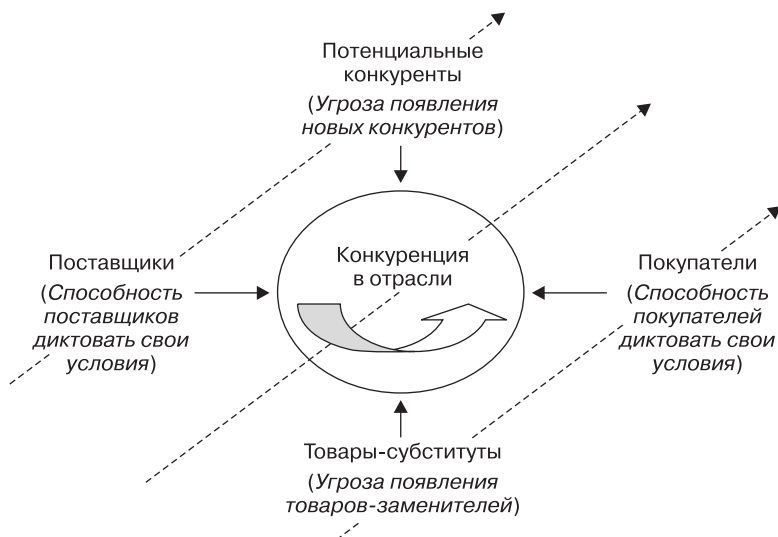 Потенциальные
конкуренты
(Угроза появления
новых конкурентов)
Поставщики
(Способность
поставщиков
диктовать свои
условия)
Конкуренция
в отрасли
Покупатели
(Способность
покупателей
диктовать свои
условия)
Товары-субституты
(Угроза появления
товаров-заменителей)